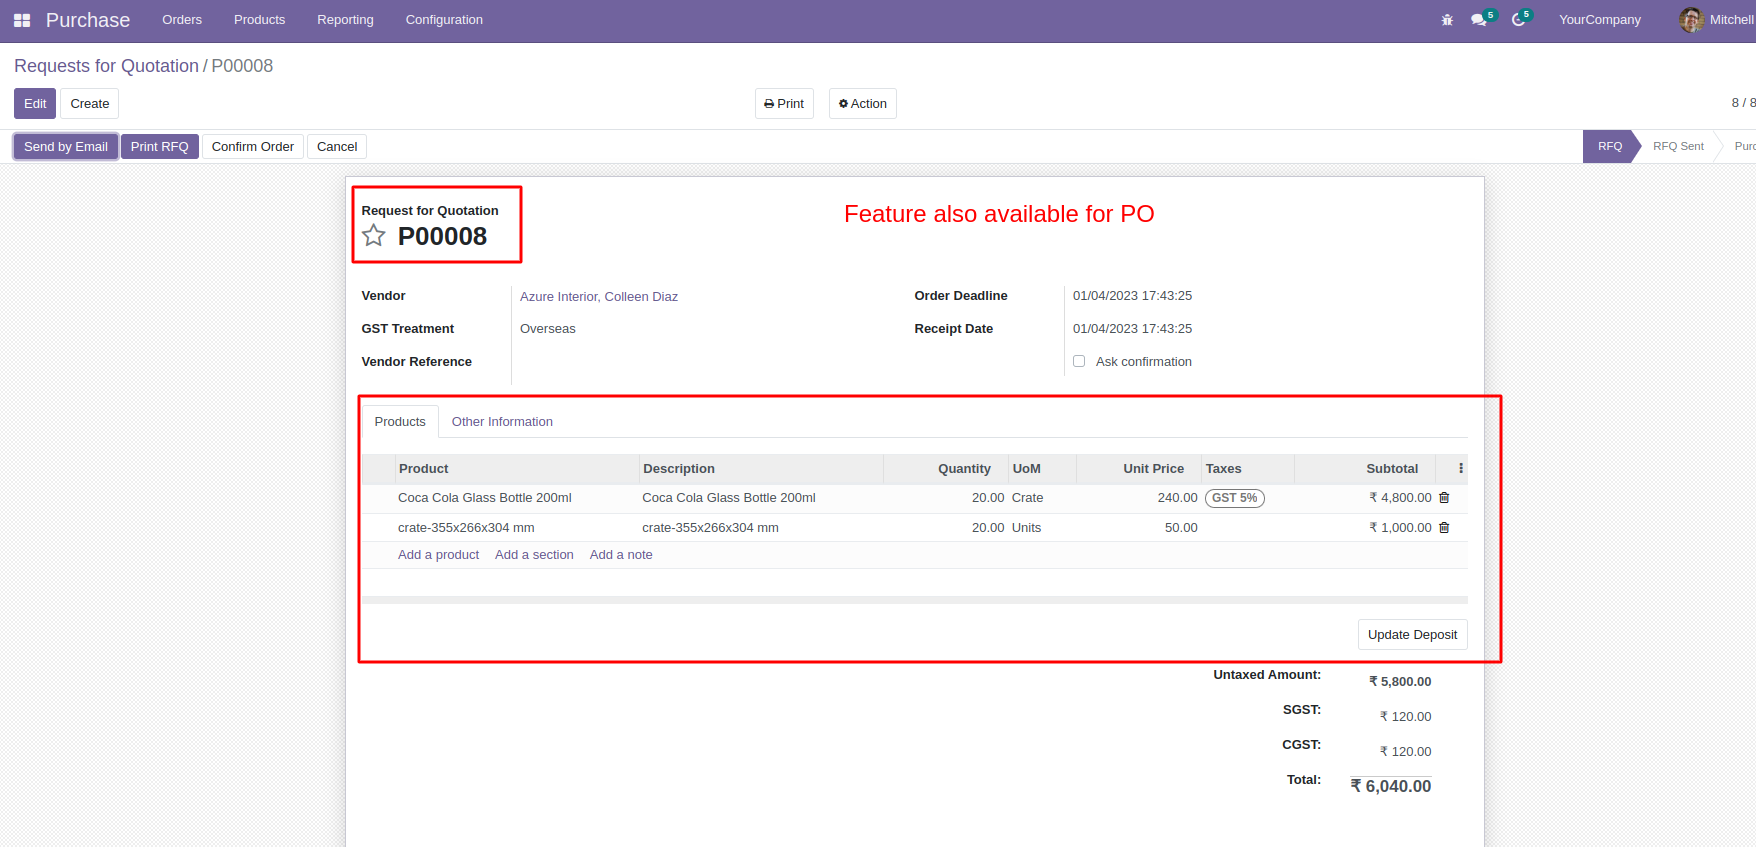 Purchase Orders Products Reporting Configuration 5 5 YourCompany Mitchell
Requests for Quotation / P00008
Edit Create Print Action 8 / 8
Send by Email Print RFQ Confirm Order Cancel RFQ RFQ Sent
Request for Quotation
P00008
Feature also available for PO
Vendor Azure Interior, Colleen Diaz Order Deadline 01/04/2023 17:43:25
GST Treatment Overseas Receipt Date 01/04/2023 17:43:25
Vendor Reference Ask confirmation
Products Other Information
Product Description Quantity UoM Unit Price Taxes Subtotal
Coca Cola Glass Bottle 200ml Coca Cola Glass Bottle 200ml 20.00 Crate 240.00 GST 5% ₹ 4,800.00
crate-355x266x304 mm crate-355x266x304 mm 20.00 Units 50.00 ₹ 1,000.00
Add a product Add a section Add a note
Update Deposit
Untaxed Amount: ₹ 5,800.00
SGST: ₹ 120.00
CGST: ₹ 120.00
Total: ₹ 6,040.00